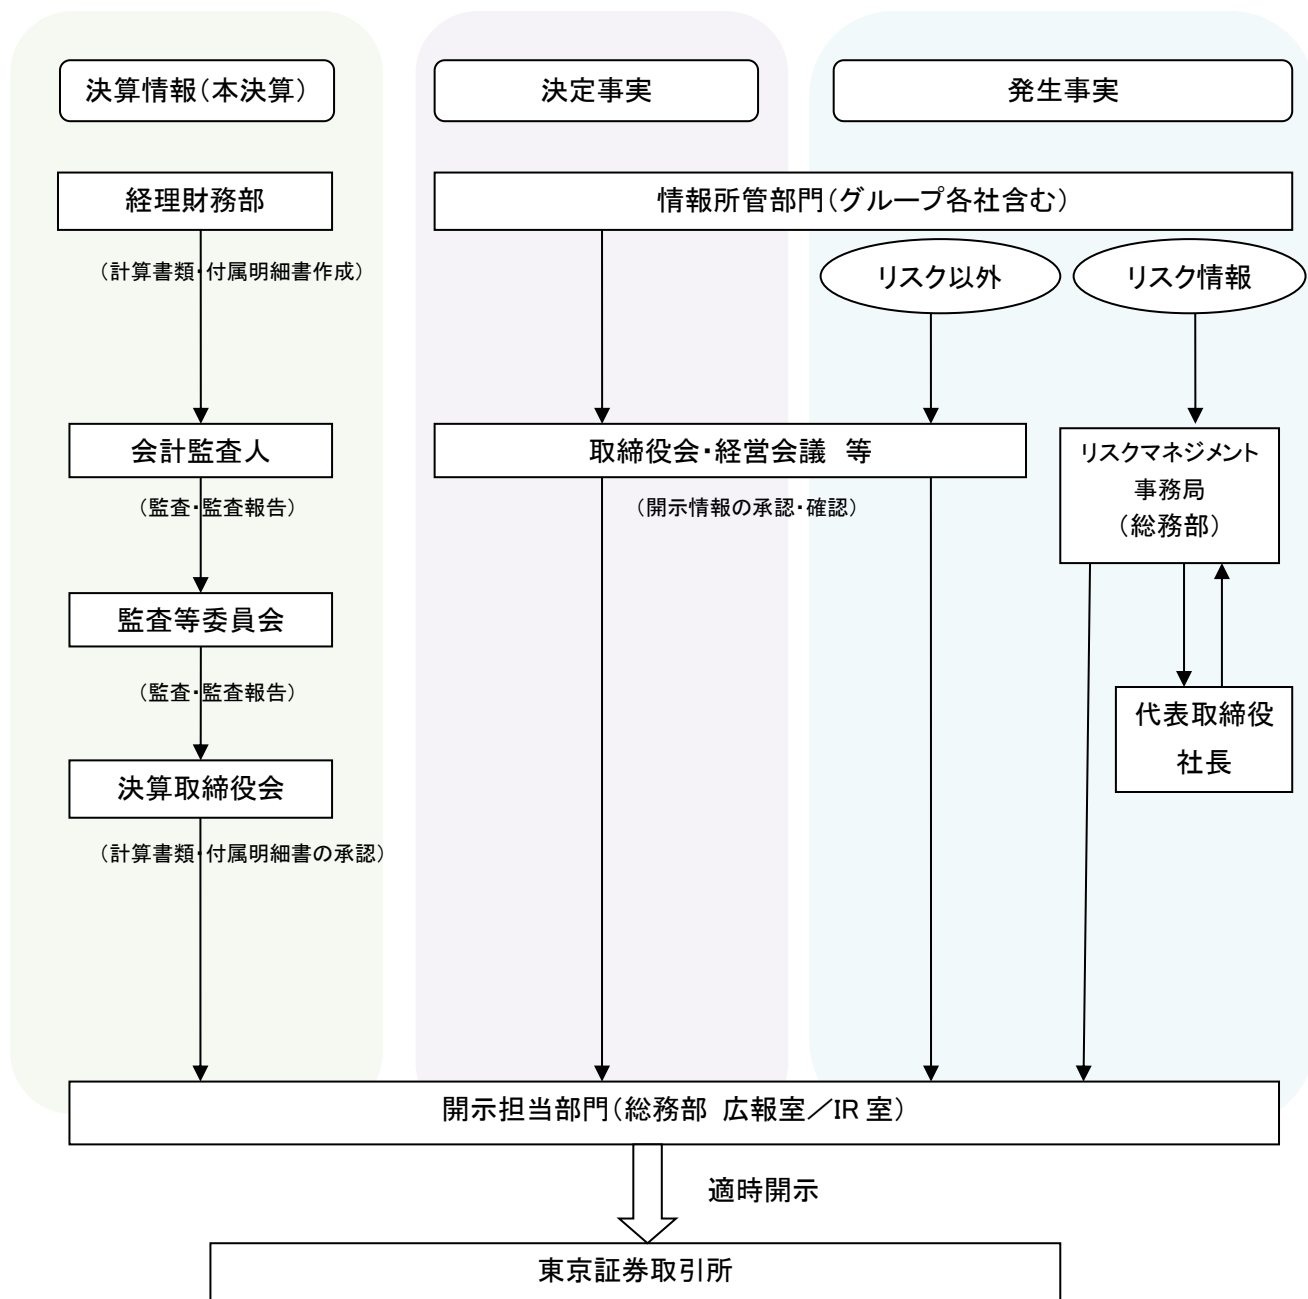 決算情報（本決算）
決定事実
発生事実
経理財務部
情報所管部門（グループ各社含む）
（計算書類・付属明細書作成）
リスク以外
リスク情報
会計監査人
取締役会・経営会議 等
リスクマネジメント
事務局
（総務部）
（監査・監査報告）
（開示情報の承認・確認）
監査等委員会
（監査・監査報告）
代表取締役
社長
決算取締役会
（計算書類・付属明細書の承認）
開示担当部門（総務部 広報室／IR 室）
適時開示
東京証券取引所